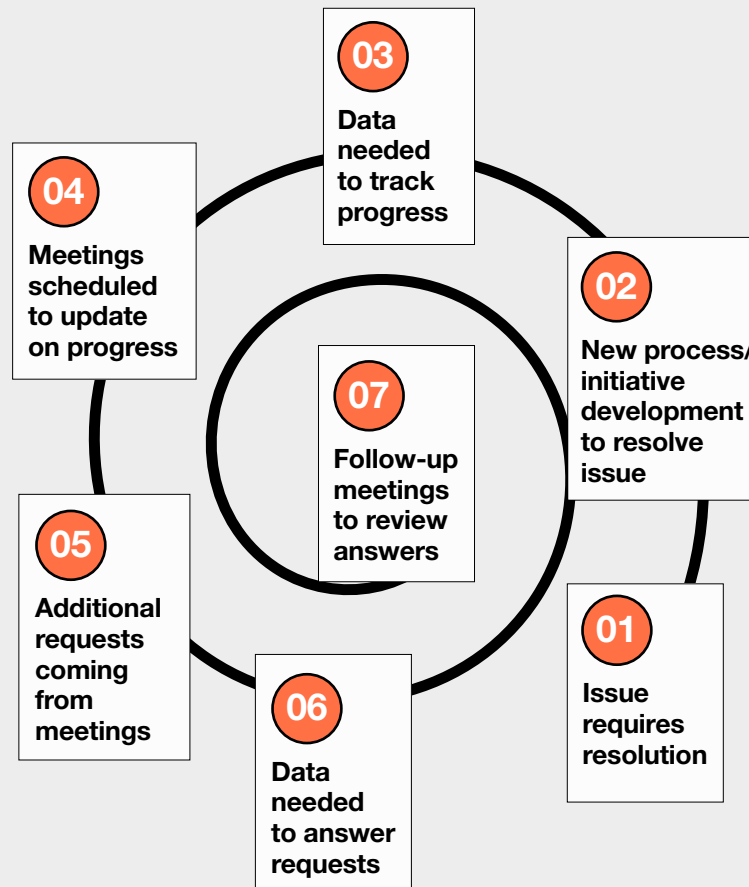 01
Issue
requires
resolution
02
New process/
initiative
development
to resolve
issue
03
Data
needed
to track
progress
04
Meetings
scheduled
to update
on progress
05
Additional
requests
coming
from
meetings
06
Data
needed
to answer
requests
07
Follow-up
meetings
to review
answers